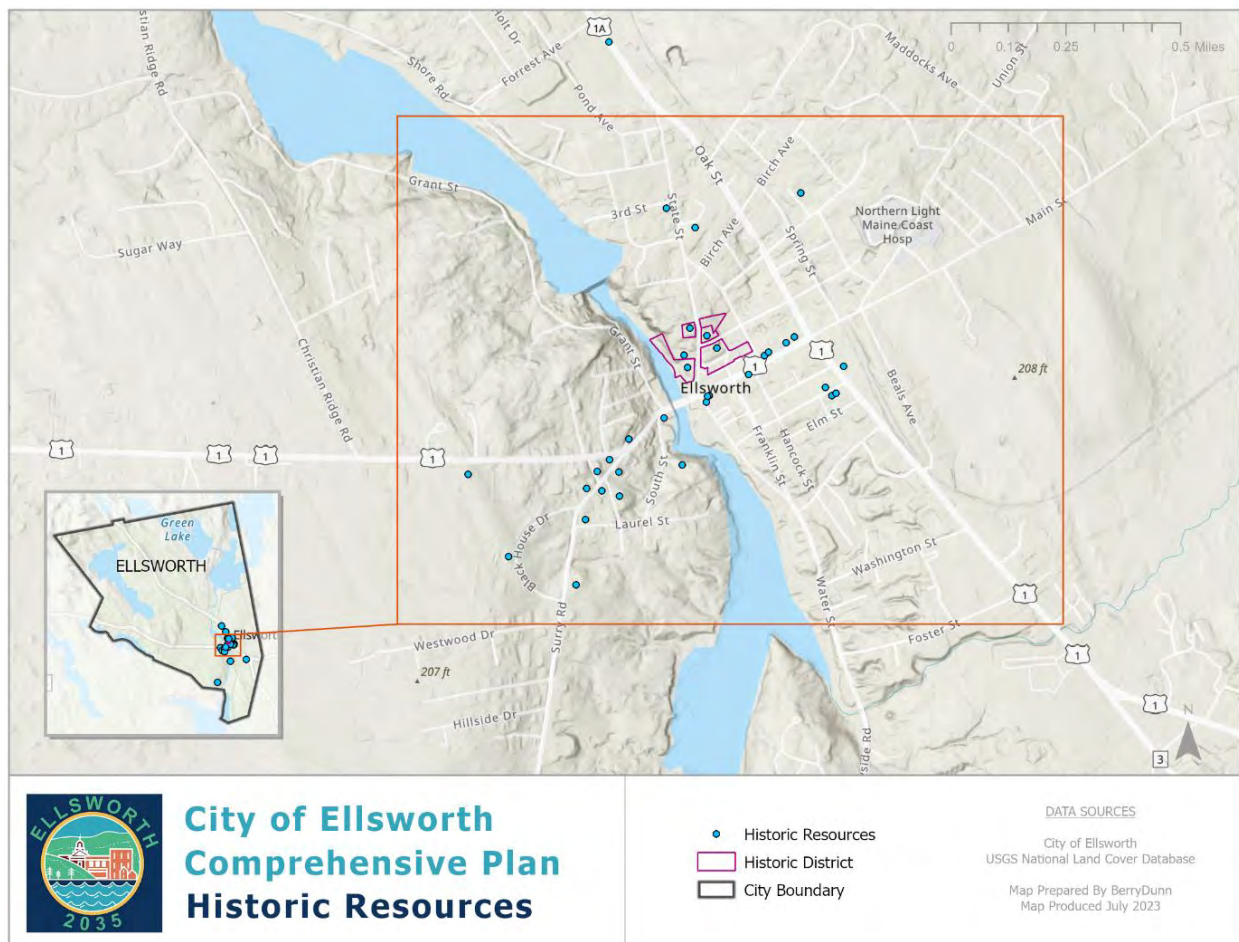 1A
Holt Dr
Forrest Ave
Shore Rd
Pond Ave
Maddocks Ave
Union St
0
0.25
0.5 Miles
stian Ridge Rd
Oak St
Birch Ave
Grant St
3rd St
State St
Birch Ave
Spring St
Northern Light
Maine Coast
Hosp
Main St
Sugar Way
Grant St
Christian Ridge Rd
1
1
Ellsworth
208 ft
Beals Ave
Elm St
Franklin St
Hancock St
1
1
1
1
South St
Laurel St
Black House Dr
Washington St
Water St
Surry Rd
Foster St
1
1
1
3
N
Westwood Dr
207 ft
Hillside Dr
side Rd
Green
Lake
ELLSWORTH
Ellswort
ELLSWORTH
2035
City of Ellsworth
Comprehensive Plan
Historic Resources
Historic Resources
Historic District
City Boundary
DATA SOURCES
City of Ellsworth
USGS National Land Cover Database
Map Prepared By BerryDunn
Map Produced July 2023